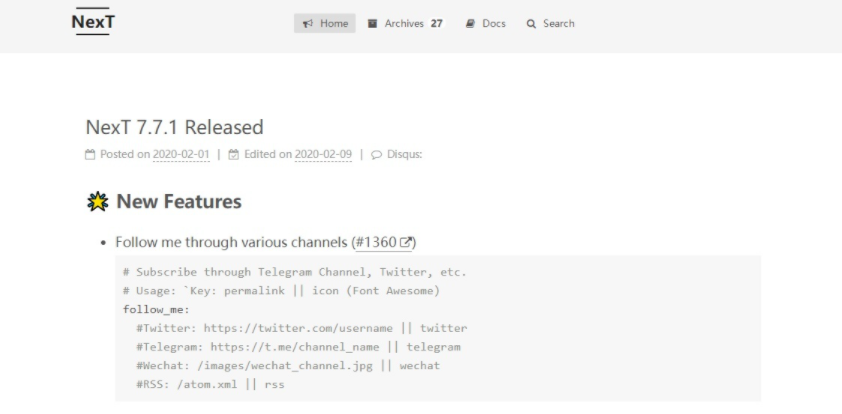 NexT
Home Archives 27 Docs Search
NexT 7.7.1 Released
Posted on 2020-02-01 | Edited on 2020-02-09 | Disqus:
New Features
• Follow me through various channels (#1360)
# Subscribe through Telegram Channel, Twitter, etc.
# Usage: `Key: permalink || icon (Font Awesome)
follow_me:
#Twitter: https://twitter.com/username || twitter
#Telegram: https://t.me/channel_name || telegram
#Wechat: /images/wechat_channel.jpg || wechat
#RSS: /atom.xml || rss